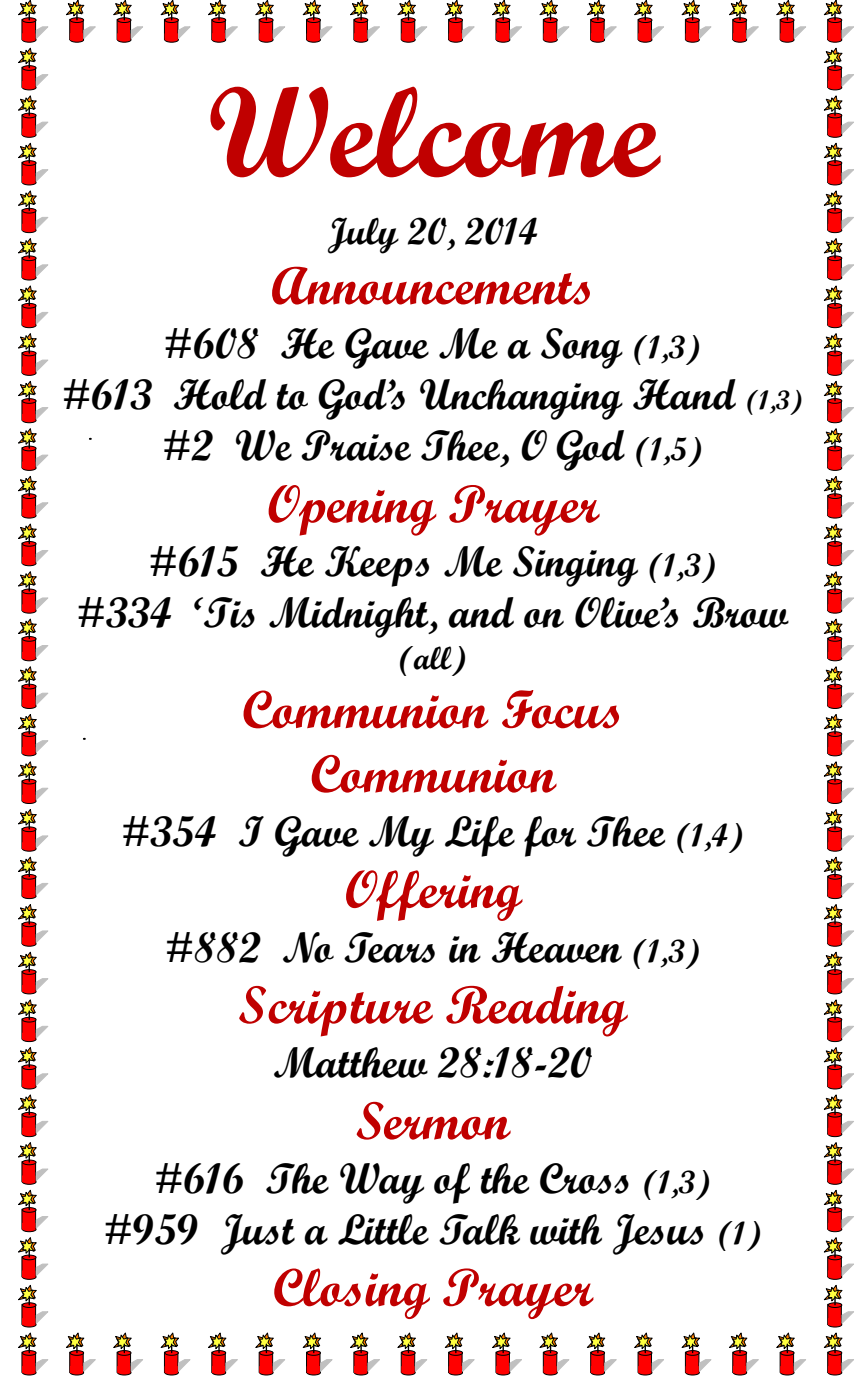 Welcome
July 20, 2014
Announcements
#608 He Gave Me a Song (1,3)
#613 Hold to God’s Unchanging Hand (1,3)
#2 We Praise Thee, O God (1,5)
Opening Prayer
#615 He Keeps Me Singing (1,3)
#334 ‘Tis Midnight, and on Olive’s Brow
(all)
Communion Focus
Communion
#354 I Gave My Life for Thee (1,4)
Offering
#882 No Tears in Heaven (1,3)
Scripture Reading
Matthew 28:18-20
Sermon
#616 The Way of the Cross (1,3)
#959 Just a Little Talk with Jesus (1)
Closing Prayer